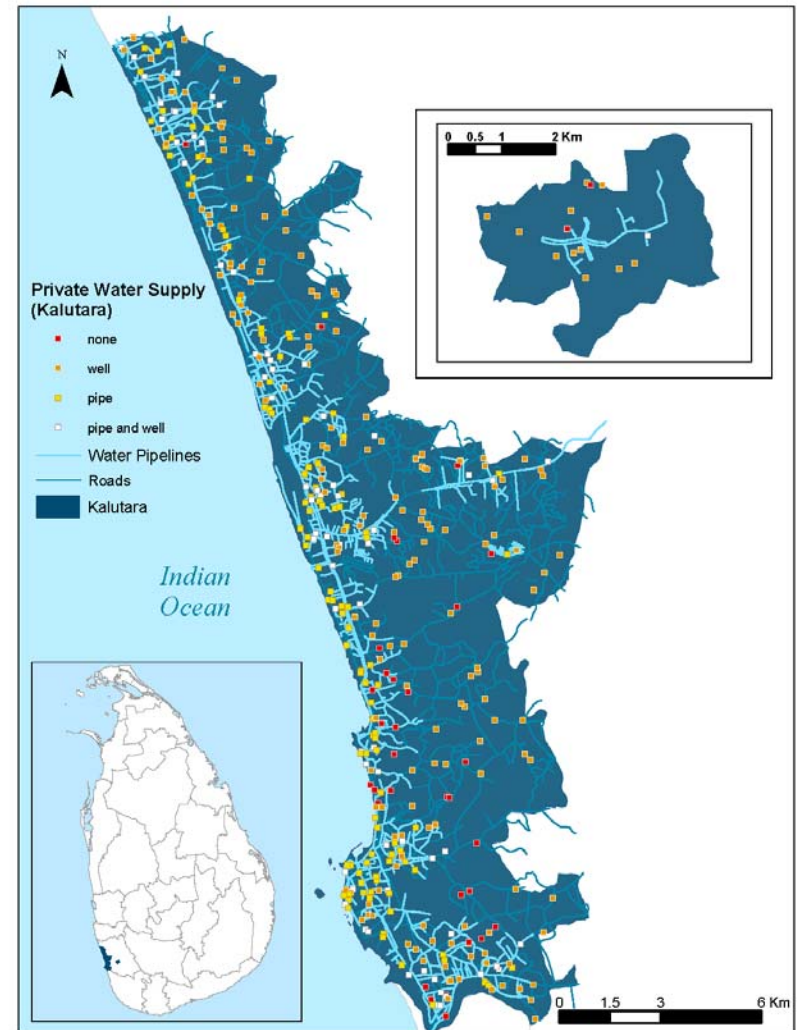 N
0 0.5 1 2 Km
Private Water Supply
(Kalutara)
none
well
pipe
pipe and well
Water Pipelines
Roads
Kalutara
Indian
Ocean
0 1.5 3 6 Km